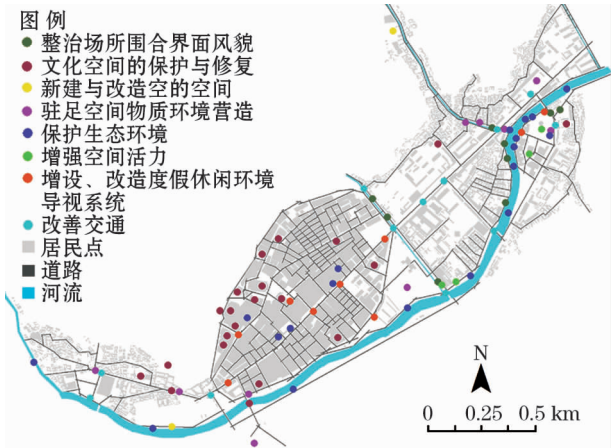 图 例
整治场所围合界面风貌
文化空间的保护与修复
新建与改造空的空间
驻足空间物质环境营造
保护生态环境
增强空间活力
增设、改造度假休闲环境
导视系统
改善交通
居民点
道路
河流
N
0 0.25 0.5 km